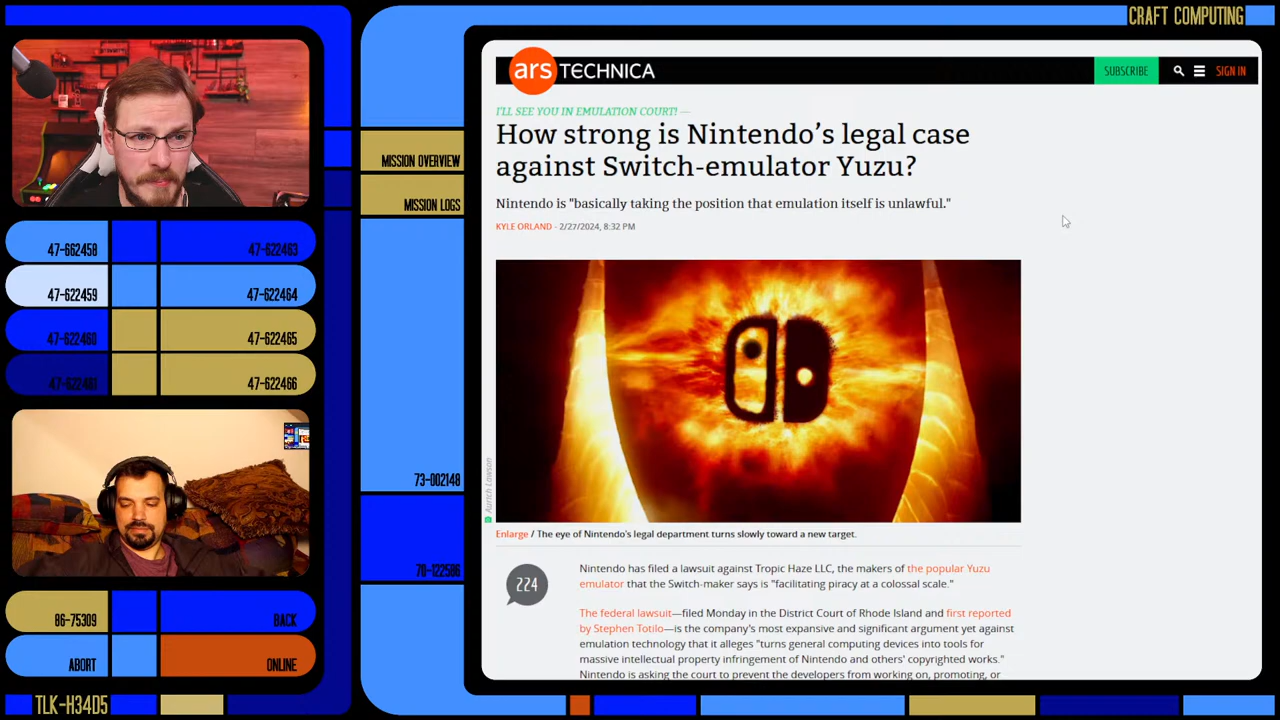 CRAFT COMPUTING
47-662458
47-622463
47-622459
47-622464
47-622460
47-622465
47-622461
47-622466
86-75309
BACK
ABORT
ONLINE
TLK-H34D5
MISSION OVERVIEW
MISSION LOGS
73-002148
70-122586
ars TECHNICA
SUBSCRIBE
SIGN IN
I'LL SEE YOU IN EMULATION COURT! —
How strong is Nintendo's legal case
against Switch-emulator Yuzu?
Nintendo is "basically taking the position that emulation itself is unlawful."
KYLE ORLAND - 2/27/2024, 8:32 PM
Aurich Lawson
Enlarge / The eye of Nintendo's legal department turns slowly toward a new target.
224
Nintendo has filed a lawsuit against Tropic Haze LLC, the makers of the popular Yuzu
emulator that the Switch-maker says is "facilitating piracy at a colossal scale."
The federal lawsuit—filed Monday in the District Court of Rhode Island and first reported
by Stephen Totilo—is the company's most expansive and significant argument yet against
emulation technology that it alleges "turns general computing devices into tools for
massive intellectual property infringement of Nintendo and others' copyrighted works."
Nintendo is asking the court to prevent the developers from working on, promoting, or